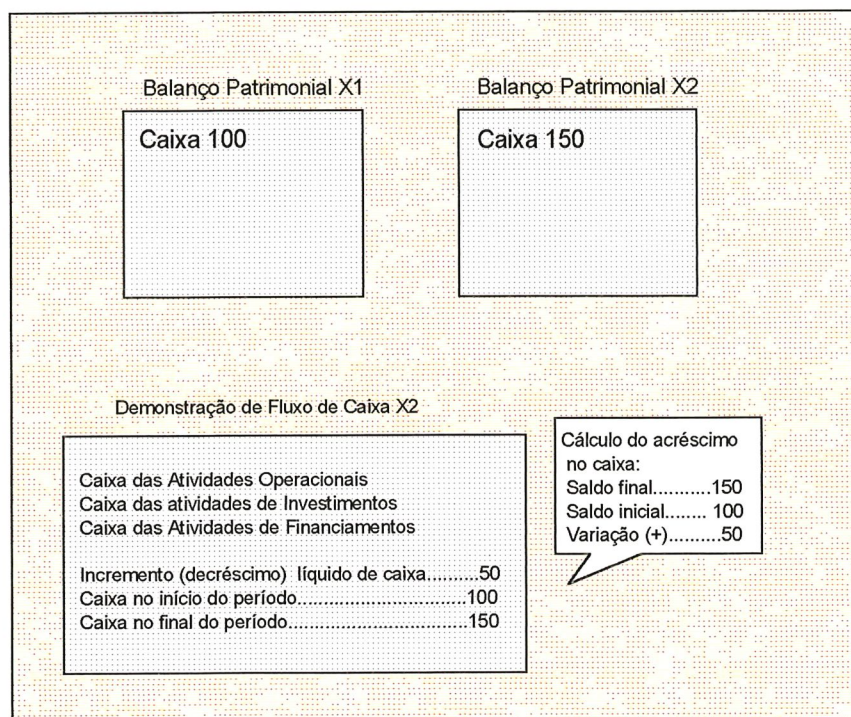 Balanço Patrimonial X1
Caixa 100
Balanço Patrimonial X2
Caixa 150
Demonstração de Fluxo de Caixa X2
Caixa das Atividades Operacionais
Caixa das atividades de Investimentos
Caixa das Atividades de Financiamentos
Incremento (decréscimo) líquido de caixa.........50
Caixa no início do período................................100
Caixa no final do período..................................150
Cálculo do acréscimo
no caixa:
Saldo final...........150
Saldo inicial........ 100
Variação (+)..........50